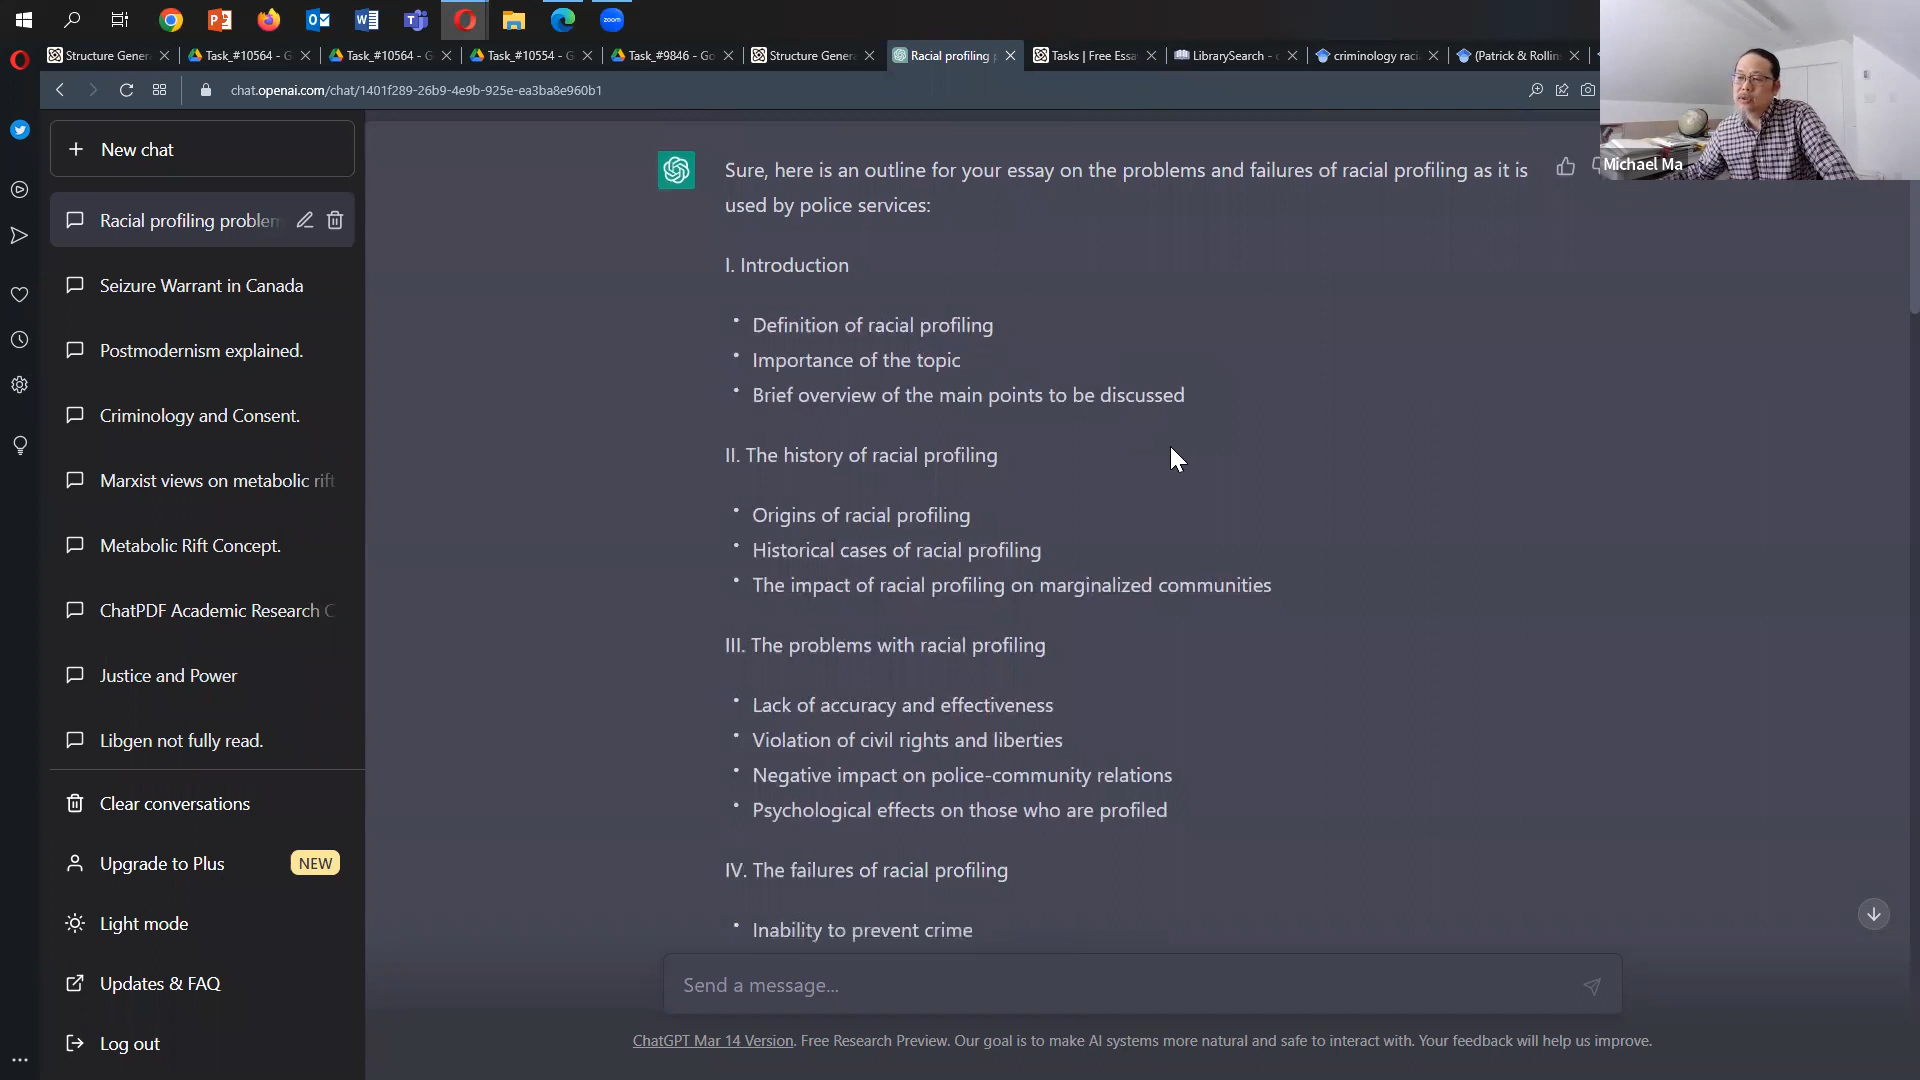 zoom
Structure Gener
Task_#10564 - G
Task_#10564 - G
Task_#10554 - G
Task_#9846 - Go
Structure Gener
Racial profiling p
Tasks | Free Essa
LibrarySearch - c
criminology raci
(Patrick & Rollin
chat.openai.com/chat/1401f289-26b9-4e9b-925e-ea3ba8e960b1
Michael Ma
New chat
Racial profiling problem
Seizure Warrant in Canada
Postmodernism explained.
Criminology and Consent.
Marxist views on metabolic rift
Metabolic Rift Concept.
ChatPDF Academic Research C
Justice and Power
Libgen not fully read.
Clear conversations
Upgrade to Plus NEW
Light mode
Updates & FAQ
Log out
Sure, here is an outline for your essay on the problems and failures of racial profiling as it is
used by police services:
I. Introduction
• Definition of racial profiling
• Importance of the topic
• Brief overview of the main points to be discussed
II. The history of racial profiling
• Origins of racial profiling
• Historical cases of racial profiling
• The impact of racial profiling on marginalized communities
III. The problems with racial profiling
• Lack of accuracy and effectiveness
• Violation of civil rights and liberties
• Negative impact on police-community relations
• Psychological effects on those who are profiled
IV. The failures of racial profiling
• Inability to prevent crime
Send a message...
ChatGPT Mar 14 Version. Free Research Preview. Our goal is to make AI systems more natural and safe to interact with. Your feedback will help us improve.